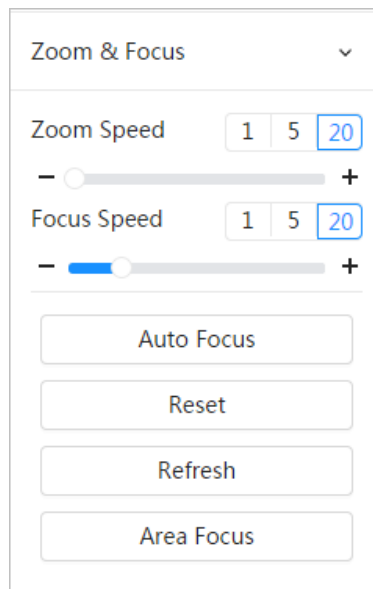 Zoom & Focus
Zoom Speed 1 5 20
− +
Focus Speed 1 5 20
− +
Auto Focus
Reset
Refresh
Area Focus